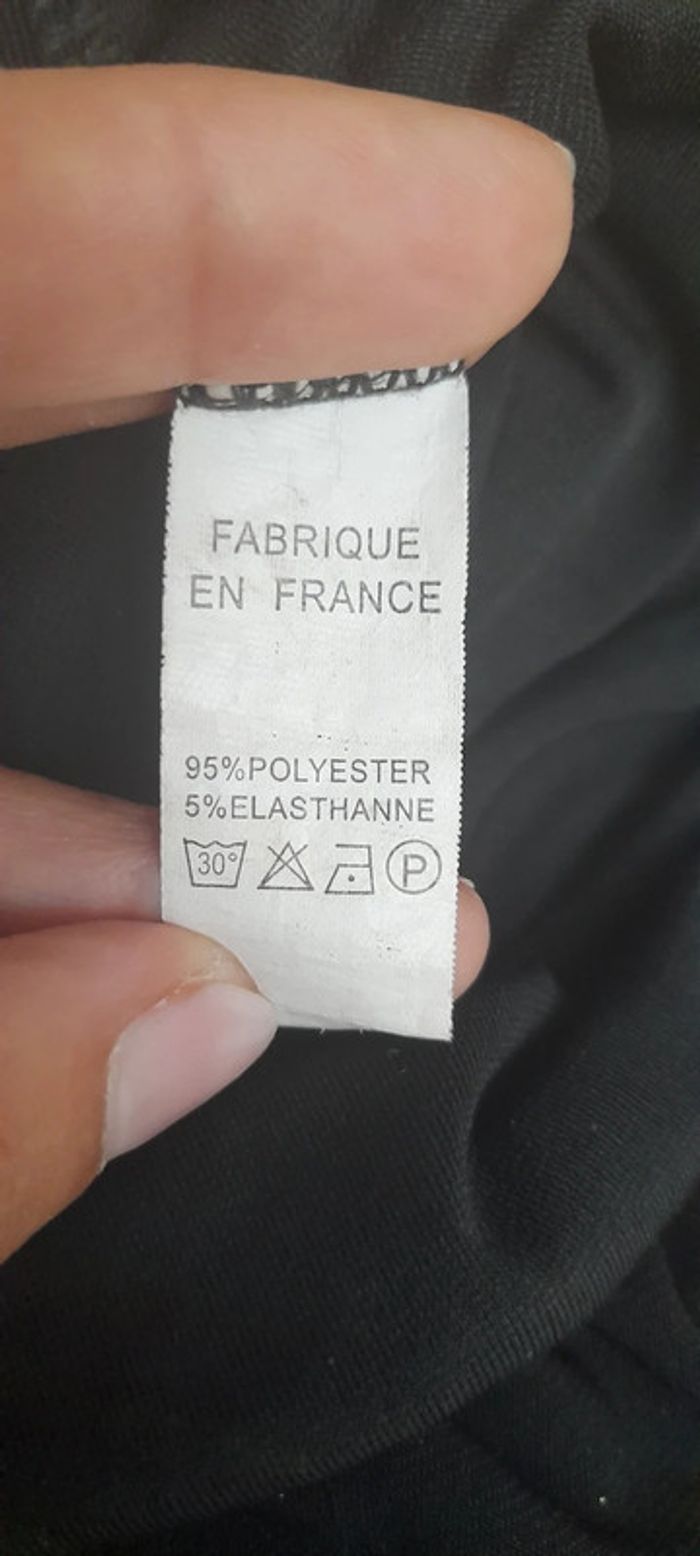 FABRIQUE
EN FRANCE
95%POLYESTER
5%ELASTHANNE
30° P